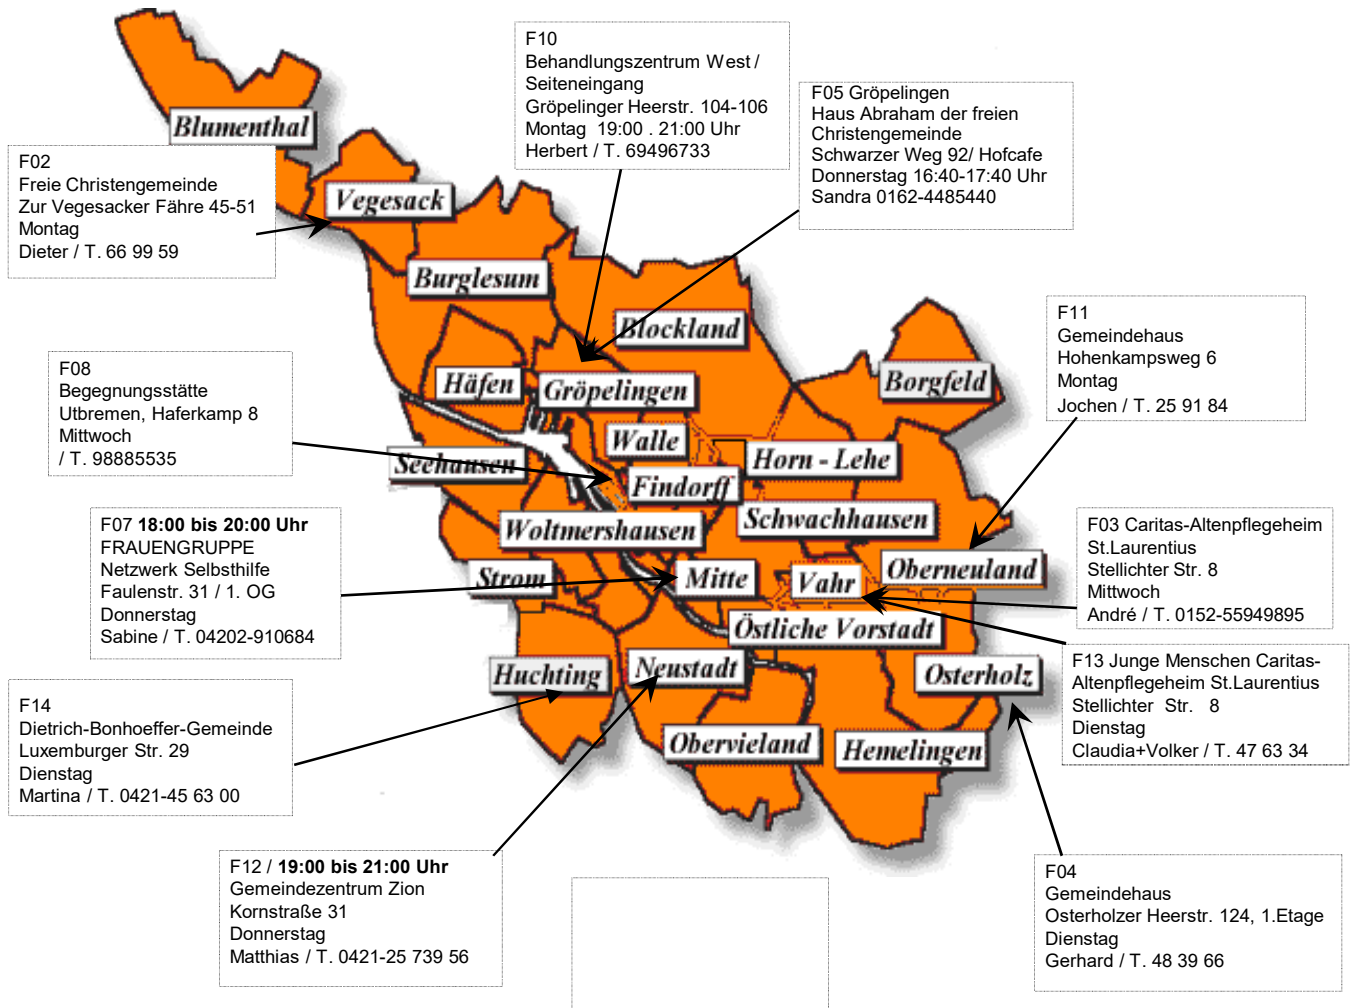 F10
Behandlungszentrum West /
Seiteneingang
Gröpelinger Heerstr. 104-106
Montag  19:00 . 21:00 Uhr
Herbert / T. 69496733
F05 Gröpelingen
Haus Abraham der freien
Christengemeinde
Schwarzer Weg 92/ Hofcafe
Donnerstag 16:40-17:40 Uhr
Sandra 0162-4485440
F02
Freie Christengemeinde
Zur Vegesacker Fähre 45-51
Montag
Dieter / T. 66 99 59
F11
Gemeindehaus
Hohenkampsweg 6
Montag
Jochen / T. 25 91 84
F08
Begegnungsstätte
Utbremen, Haferkamp 8
Mittwoch
/ T. 98885535
F07 18:00 bis 20:00 Uhr
FRAUENGRUPPE
Netzwerk Selbsthilfe
Faulenstr. 31 / 1. OG
Donnerstag
Sabine / T. 04202-910684
F03 Caritas-Altenpflegeheim
St.Laurentius
Stellichter Str. 8
Mittwoch
André / T. 0152-55949895
F13 Junge Menschen Caritas-
Altenpflegeheim St.Laurentius
Stellichter  Str.  8
Dienstag
Claudia+Volker / T. 47 63 34
F14
Dietrich-Bonhoeffer-Gemeinde
Luxemburger Str. 29
Dienstag
Martina / T. 0421-45 63 00
F12 / 19:00 bis 21:00 Uhr
Gemeindezentrum Zion
Kornstraße 31
Donnerstag
Matthias / T. 0421-25 739 56
F04
Gemeindehaus
Osterholzer Heerstr. 124, 1.Etage
Dienstag
Gerhard / T. 48 39 66
Blumenthal
Vegesack
Burglesum
Blockland
Häfen
Gröpelingen
Borgfeld
Walle
Seehausen
Findorff
Horn - Lehe
Woltmershausen
Schwachhausen
Strom
Mitte
Vahr
Oberneuland
Östliche Vorstadt
Huchting
Neustadt
Osterholz
Obervieland
Hemelingen